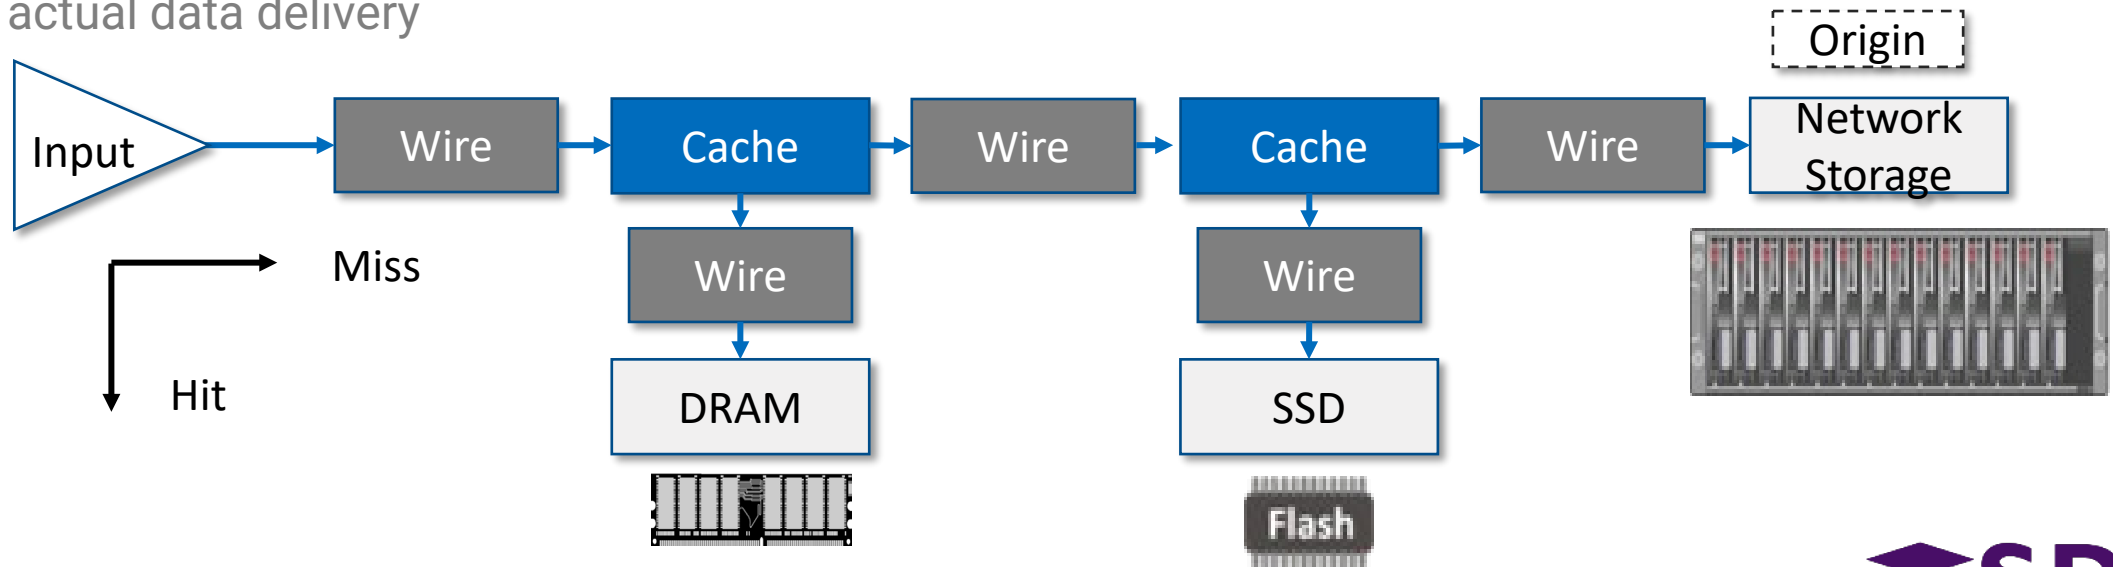 actual data delivery
Origin
Input
Wire
Cache
Wire
Cache
Wire
Network
Storage
Miss
Wire
Wire
Hit
DRAM
SSD
Flash